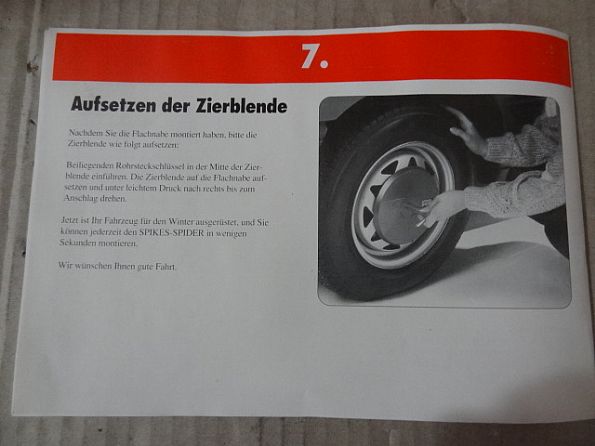 7.
Aufsetzen der Zierblende
Nachdem Sie die Flachnabe montiert haben, bitte die
Zierblende wie folgt aufsetzen:
Beiliegenden Rohrsteckschlüssel in der Mitte der Zier-
blende einführen. Die Zierblende auf die Flachnabe auf-
setzen und unter leichtem Druck nach rechts bis zum
Anschlag drehen.
Jetzt ist Ihr Fahrzeug für den Winter ausgerüstet, und Sie
können jederzeit den SPIKES-SPIDER in wenigen
Sekunden montieren.
Wir wünschen Ihnen gute Fahrt.